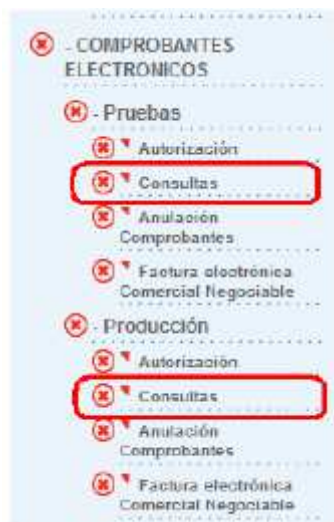 - COMPROBANTES
ELECTRONICOS
- Pruebas
Autorización
Consultas
Anulación
Comprobantes
Factura electrónica
Comercial Negociable
- Producción
Autorización
Consultas
Anulación
Comprobantes
Factura electrónica
Comercial Negociable